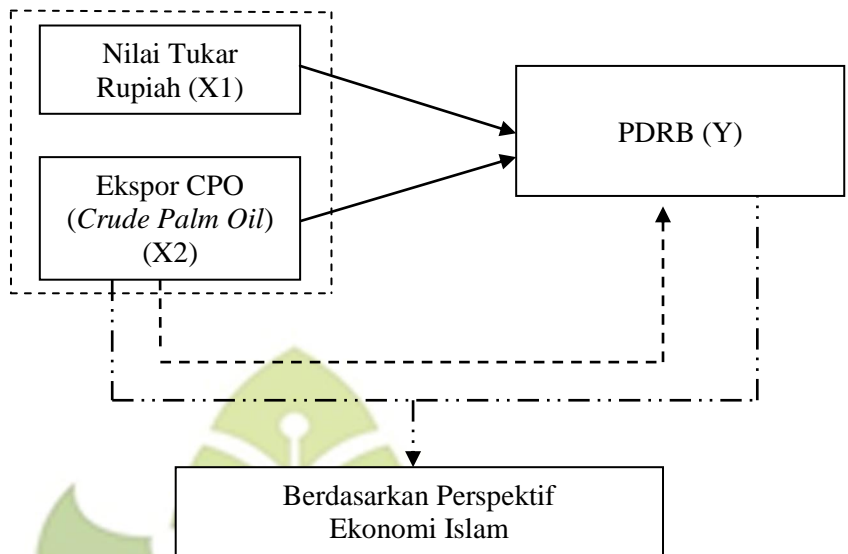 Nilai Tukar
Rupiah (X1)
PDRB (Y)
Ekspor CPO
(Crude Palm Oil)
(X2)
Berdasarkan Perspektif
Ekonomi Islam